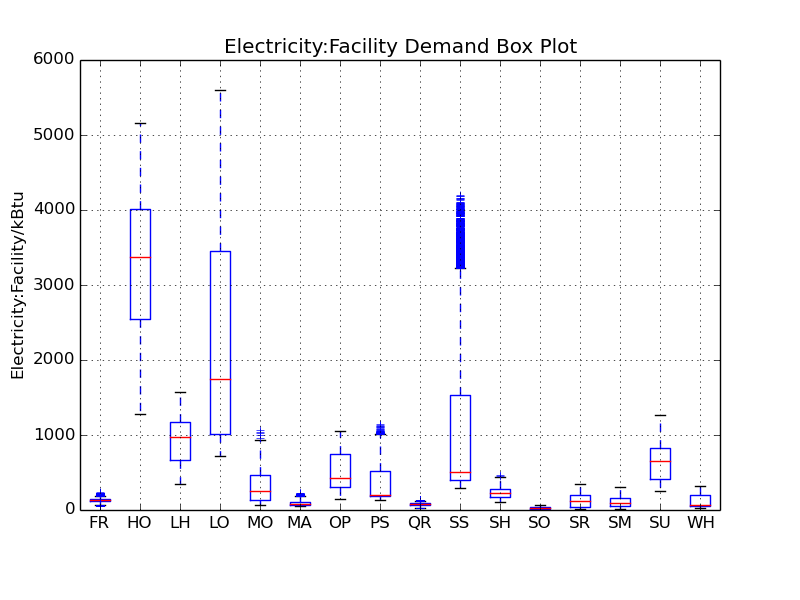 Electricity:Facility Demand Box Plot
Electricity:Facility/kBtu
6000
5000
4000
3000
2000
1000
0
FR HO LH LO MO MA OP PS QR SS SH SO SR SM SU WH